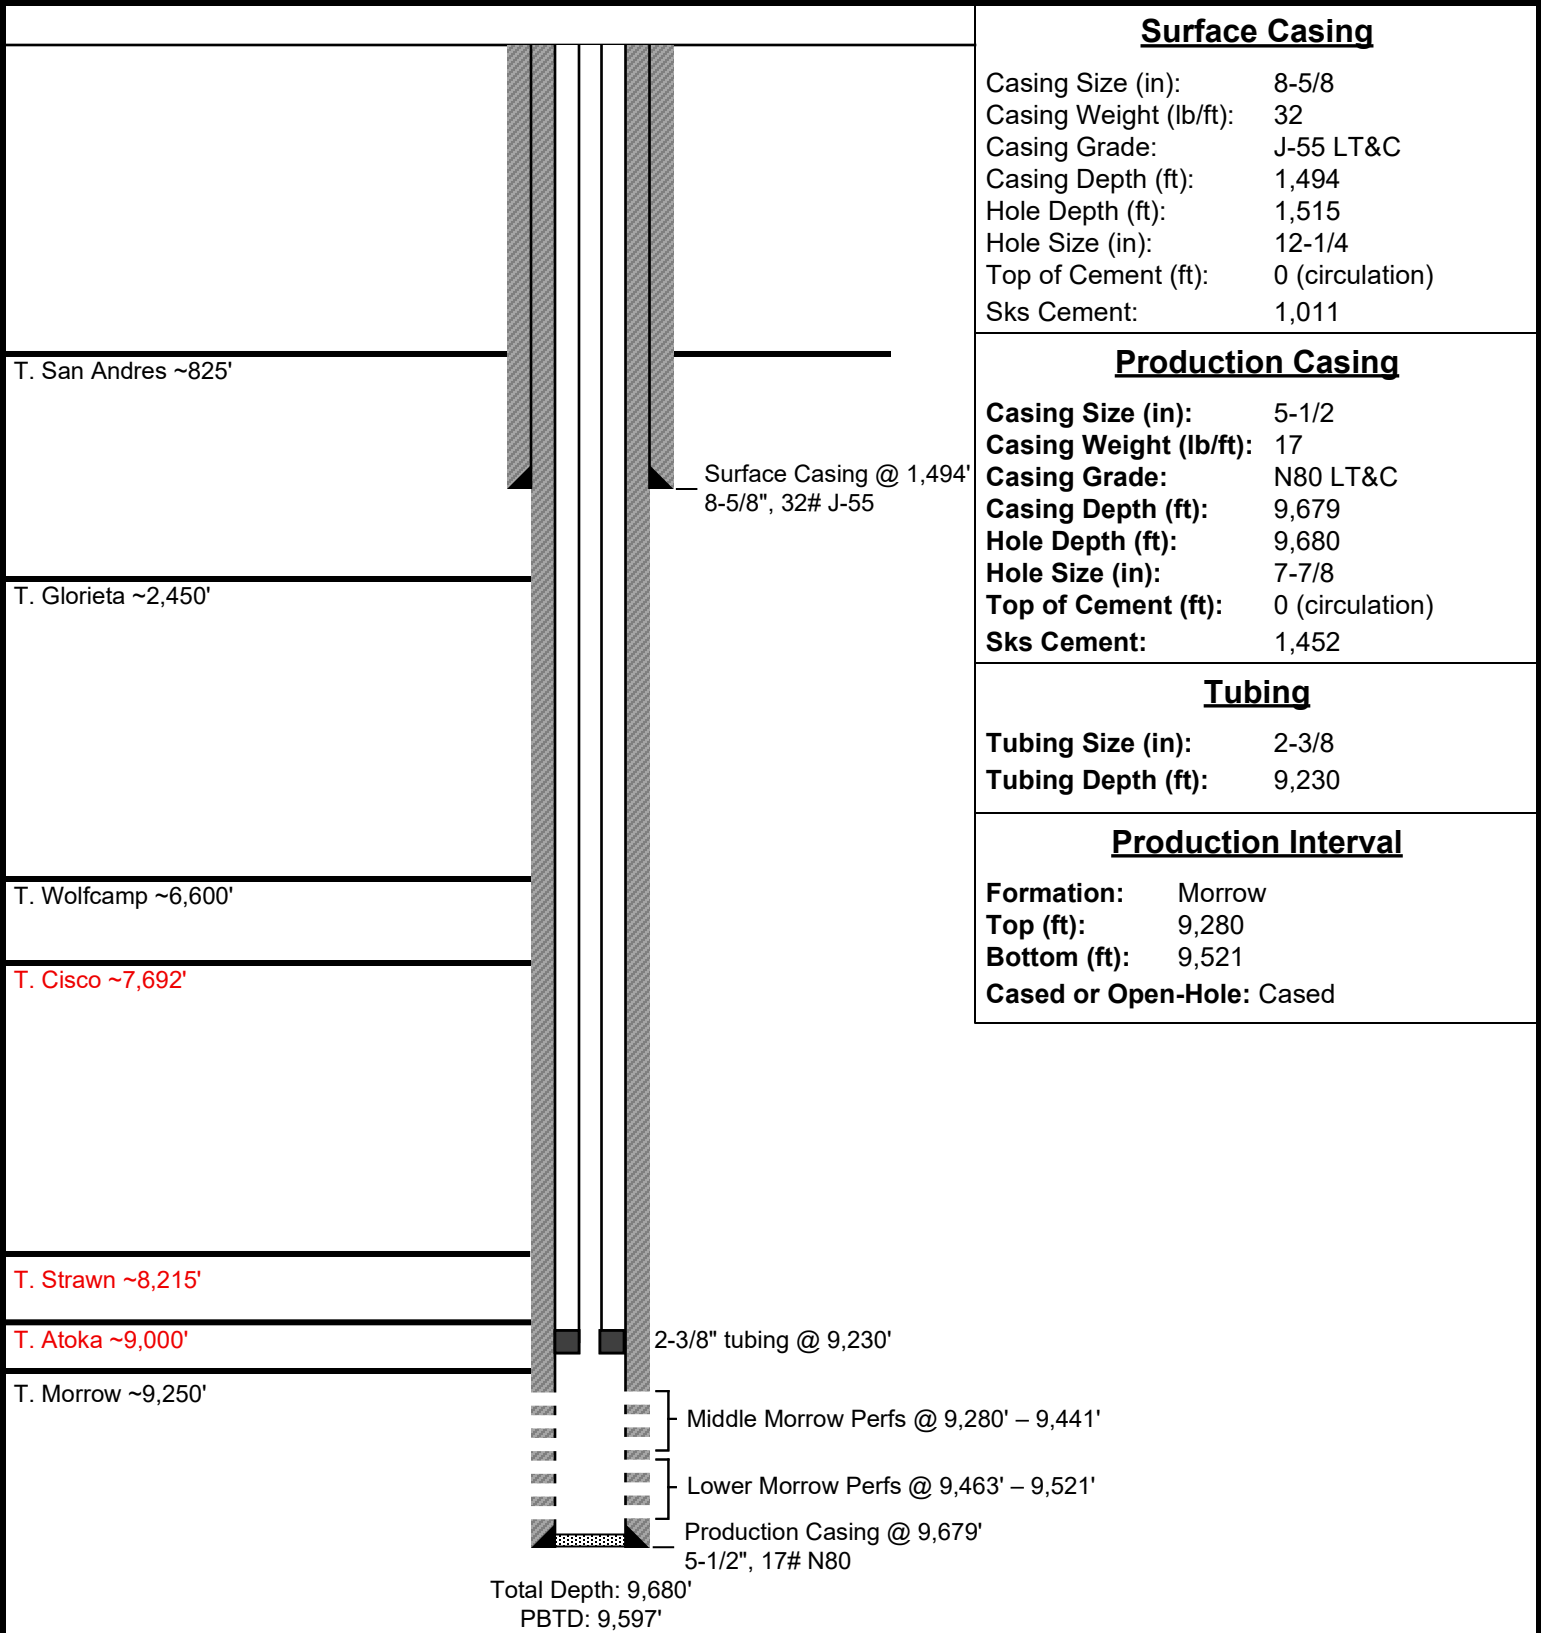 T. San Andres ~825'
Surface Casing @ 1,494'
8-5/8", 32# J-55
T. Glorieta ~2,450'
T. Wolfcamp ~6,600'
T. Cisco ~7,692'
T. Strawn ~8,215'
T. Atoka ~9,000'
2-3/8" tubing @ 9,230'
T. Morrow ~9,250'
Middle Morrow Perfs @ 9,280' – 9,441'
Lower Morrow Perfs @ 9,463' – 9,521'
Production Casing @ 9,679'
5-1/2", 17# N80
Total Depth: 9,680'
PBTD: 9,597'
Surface Casing
Casing Size (in): 8-5/8
Casing Weight (lb/ft): 32
Casing Grade: J-55 LT&C
Casing Depth (ft): 1,494
Hole Depth (ft): 1,515
Hole Size (in): 12-1/4
Top of Cement (ft): 0 (circulation)
Sks Cement: 1,011
Production Casing
Casing Size (in): 5-1/2
Casing Weight (lb/ft): 17
Casing Grade: N80 LT&C
Casing Depth (ft): 9,679
Hole Depth (ft): 9,680
Hole Size (in): 7-7/8
Top of Cement (ft): 0 (circulation)
Sks Cement: 1,452
Tubing
Tubing Size (in): 2-3/8
Tubing Depth (ft): 9,230
Production Interval
Formation: Morrow
Top (ft): 9,280
Bottom (ft): 9,521
Cased or Open-Hole: Cased